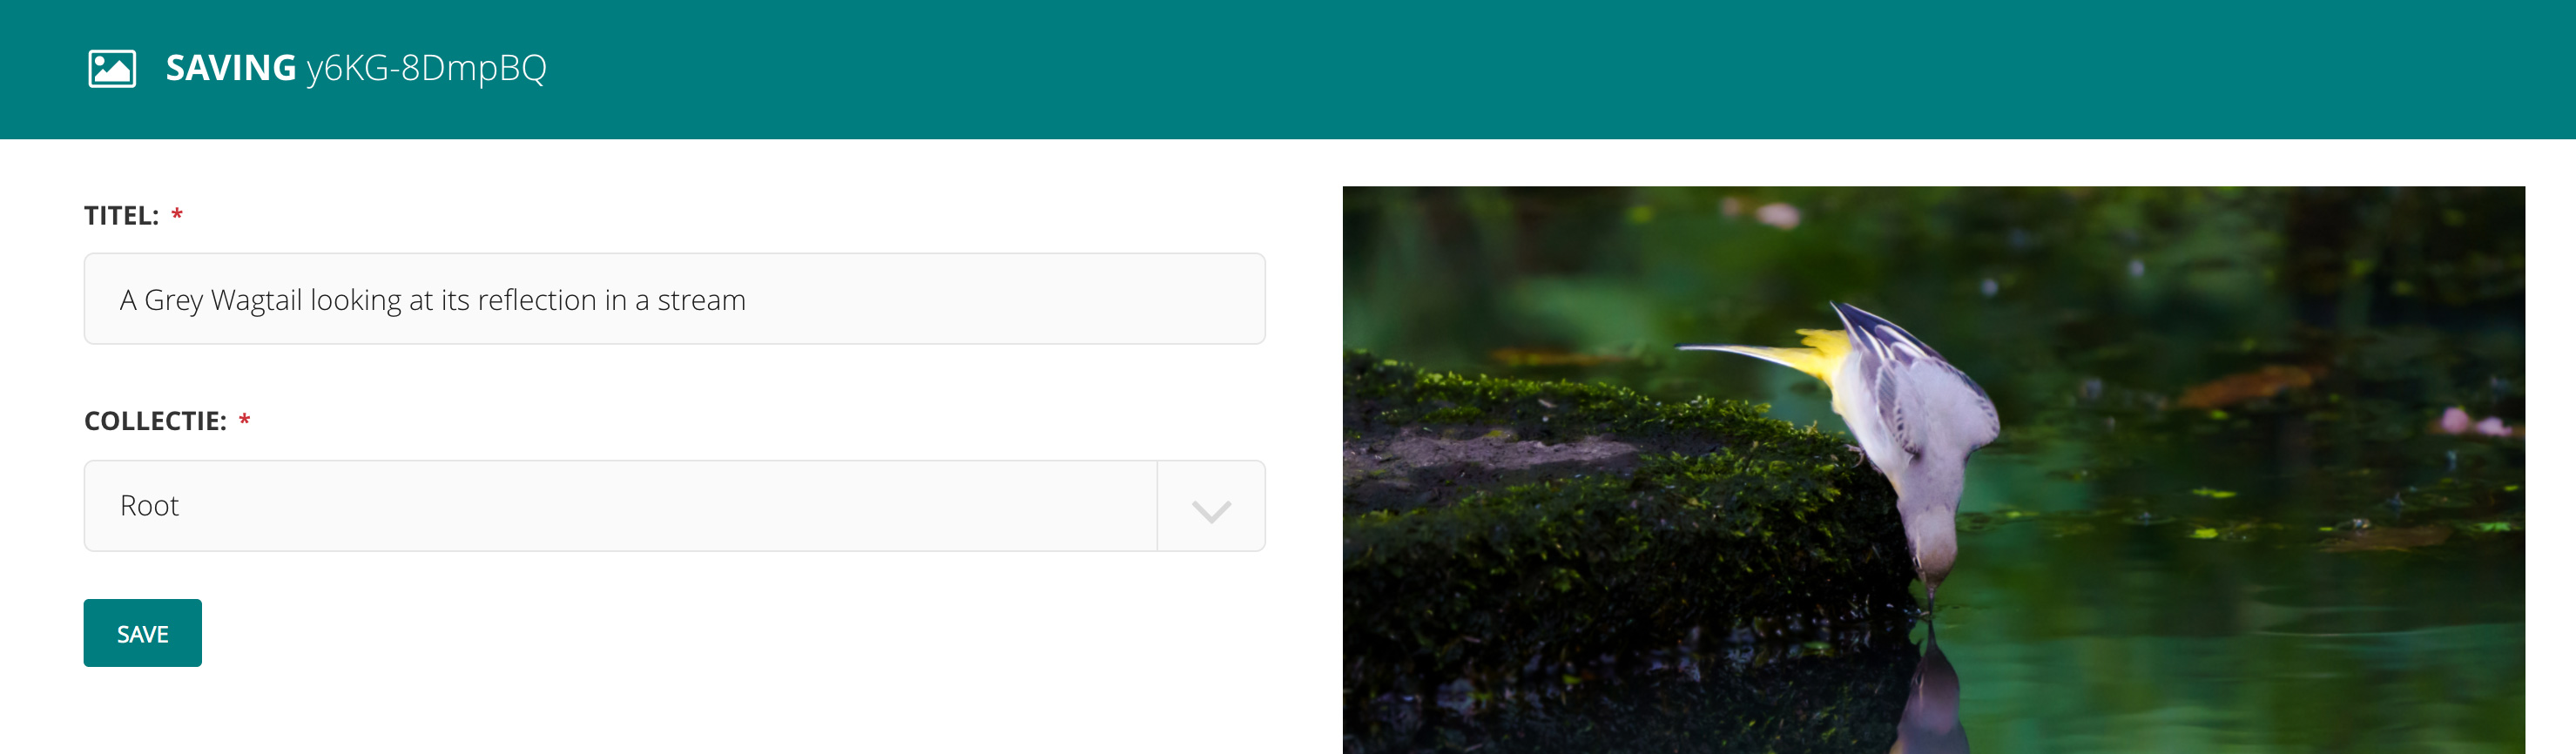 SAVING y6KG-8DmpBQ
TITEL: *
A Grey Wagtail looking at its reflection in a stream
COLLECTIE: *
Root
SAVE